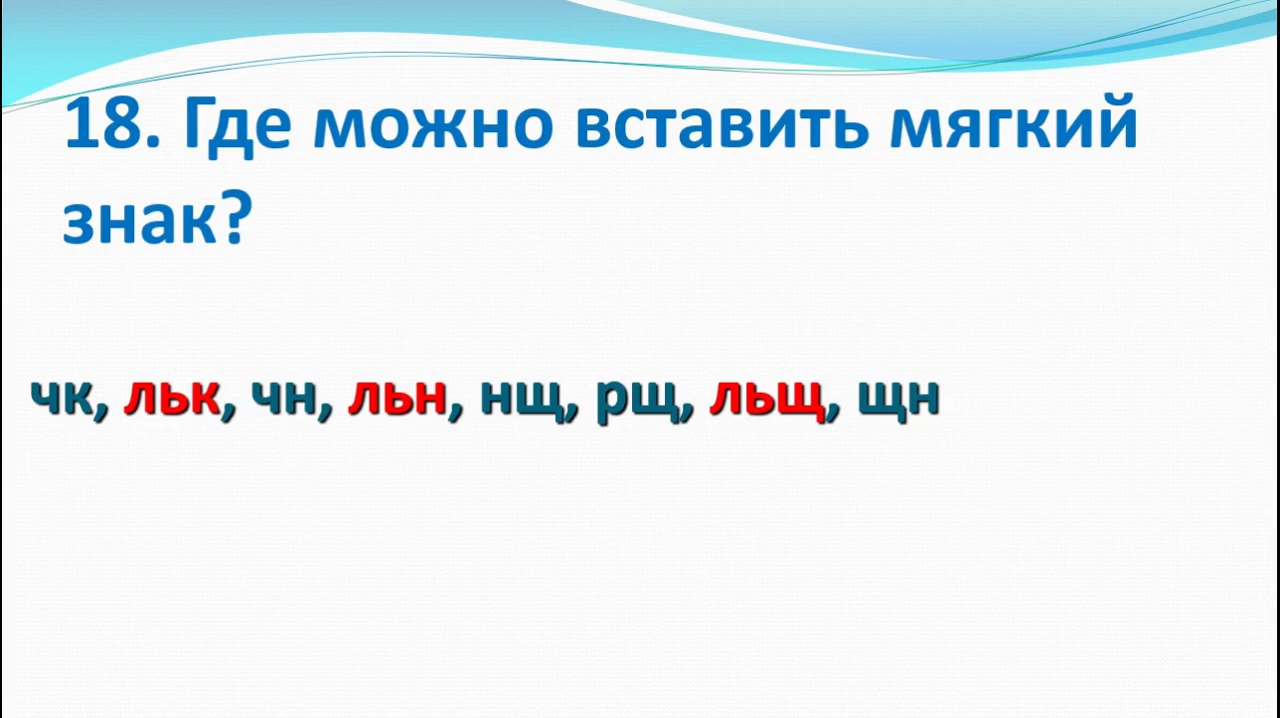 18. Где можно вставить мягкий
знак?
чк, льк, чн, льн, нщ, рщ, льщ, щн